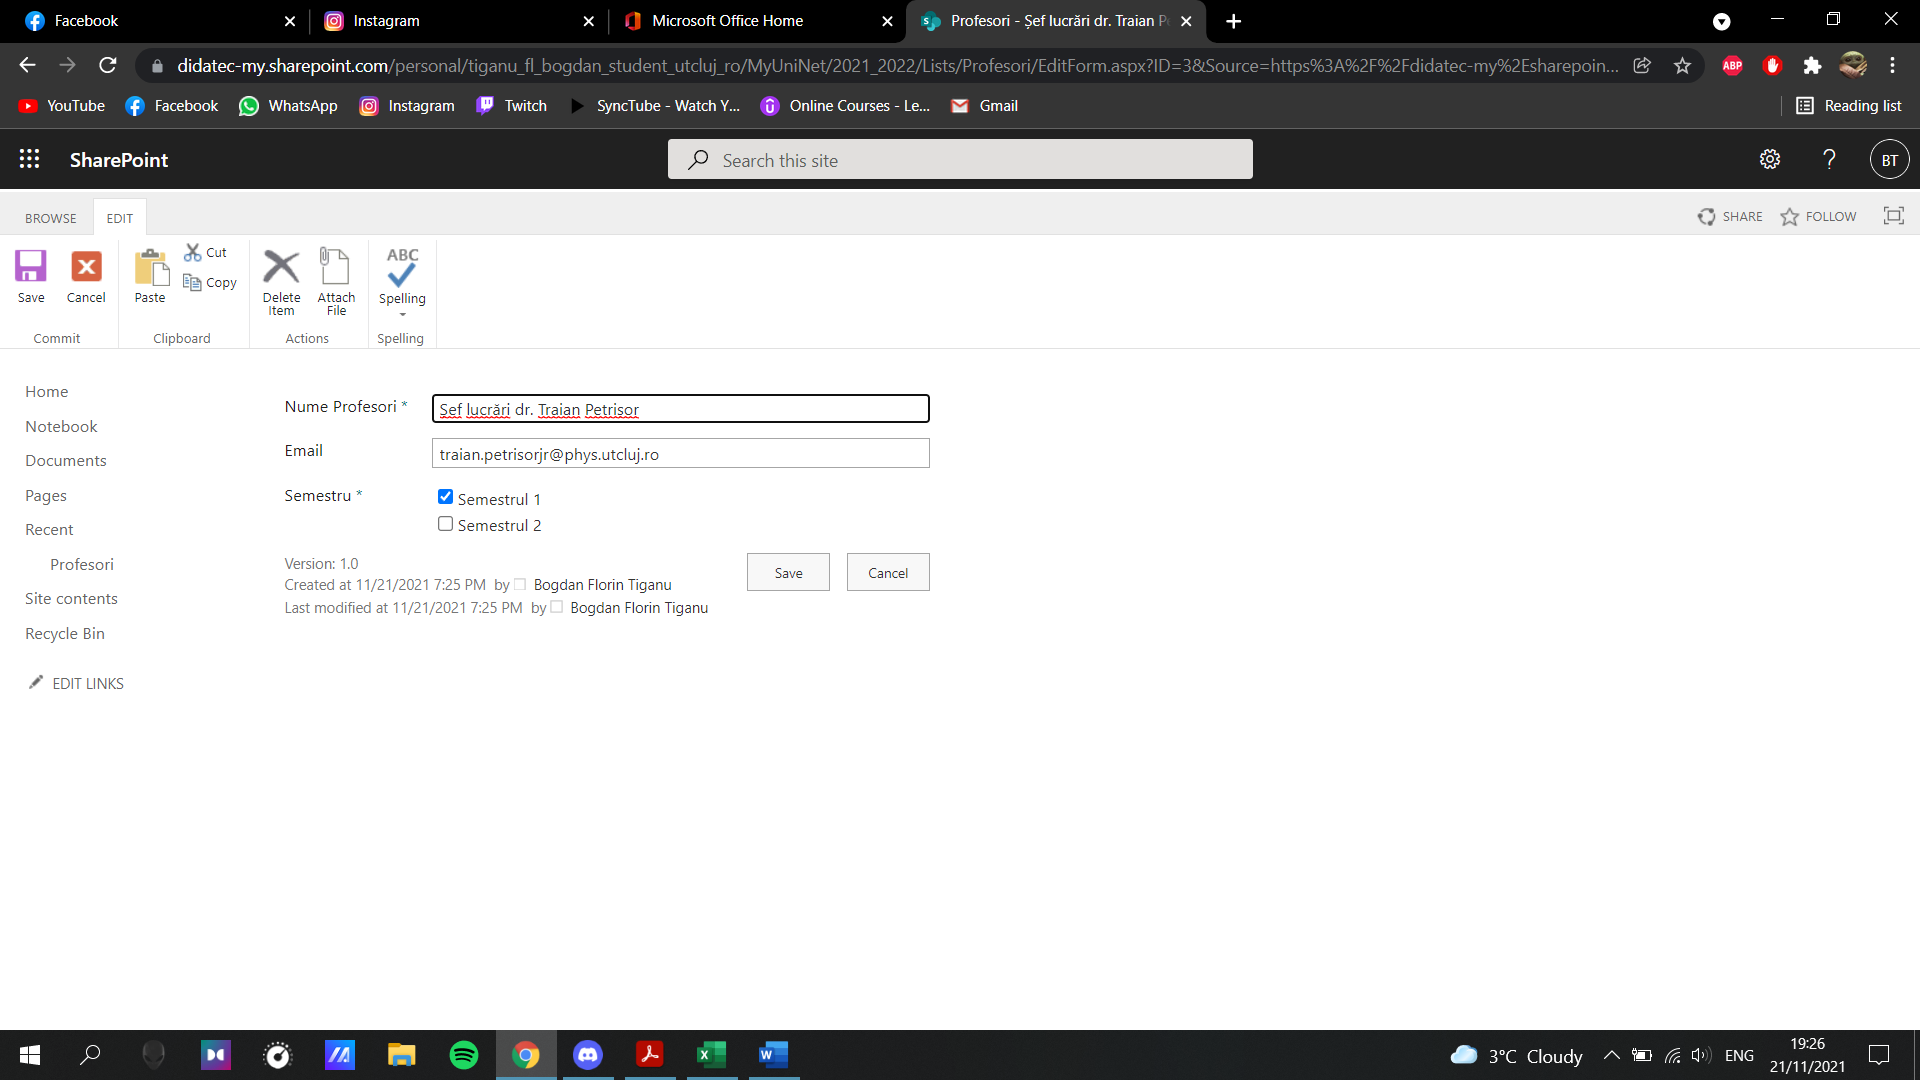 Facebook
Instagram
Microsoft Office Home
Profesori - Șef lucrări dr. Traian P
didatec-my.sharepoint.com/personal/tiganu_fl_bogdan_student_utcluj_ro/MyUniNet/2021_2022/Lists/Profesori/EditForm.aspx?ID=3&Source=https%3A%2F%2Fdidatec-my%2Esharepoin...
ABP
YouTube
Facebook
WhatsApp
Instagram
Twitch
SyncTube - Watch Y...
Online Courses - Le...
Gmail
Reading list
SharePoint
Search this site
?
BT
BROWSE
EDIT
SHARE
FOLLOW
Save
Cancel
Commit
Paste
Cut
Copy
Clipboard
Delete
Item
Attach
File
Actions
ABC
Spelling
Spelling
Home
Notebook
Documents
Pages
Recent
Profesori
Site contents
Recycle Bin
EDIT LINKS
Nume Profesori *
Șef lucrări dr. Traian Petrisor
Email
traian.petrisorjr@phys.utcluj.ro
Semestru *
Semestrul 1
Semestrul 2
Version: 1.0
Created at 11/21/2021 7:25 PM by Bogdan Florin Tiganu
Last modified at 11/21/2021 7:25 PM by Bogdan Florin Tiganu
Save
Cancel
3°C Cloudy
ENG
19:26
21/11/2021